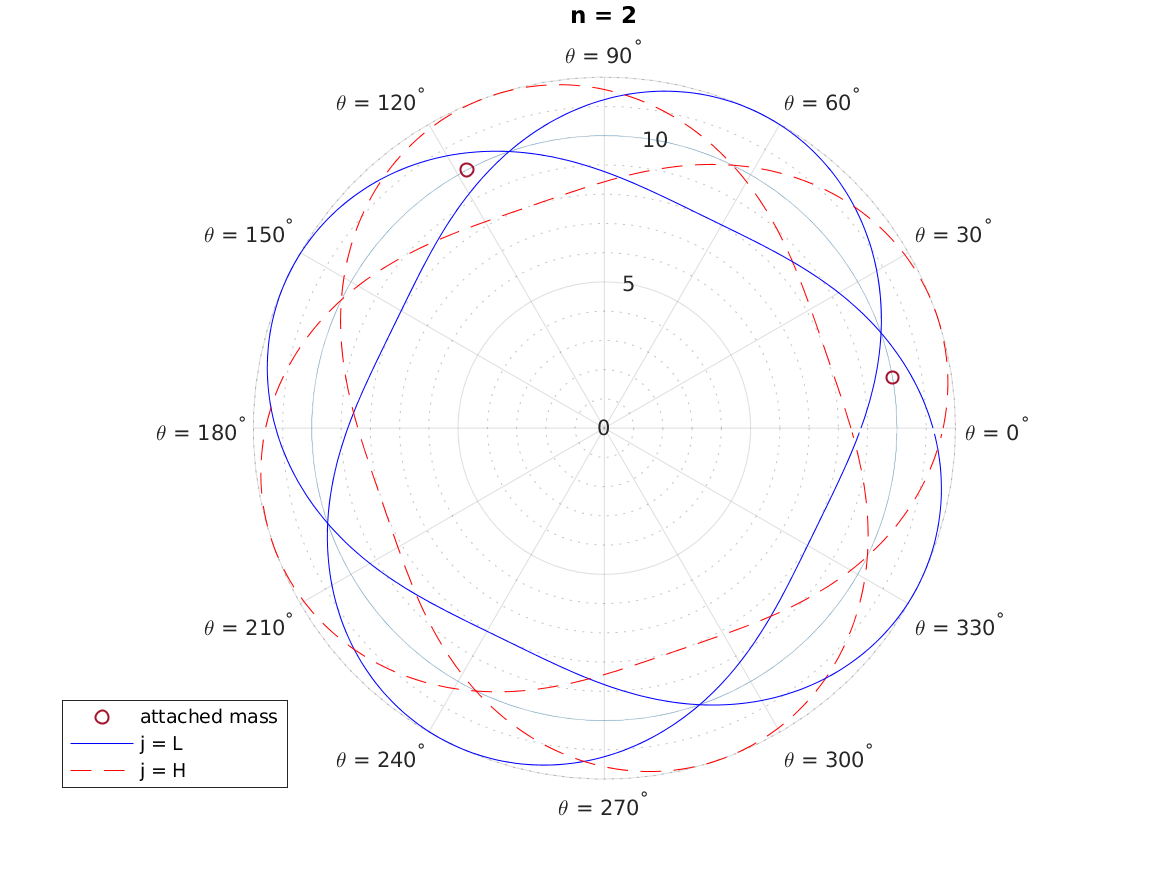 n = 2
θ = 90°
θ = 120°
θ = 60°
10
θ = 150°
θ = 30°
5
θ = 180°
0
θ = 0°
θ = 210°
θ = 330°
θ = 240°
θ = 300°
θ = 270°
attached mass
j = L
j = H